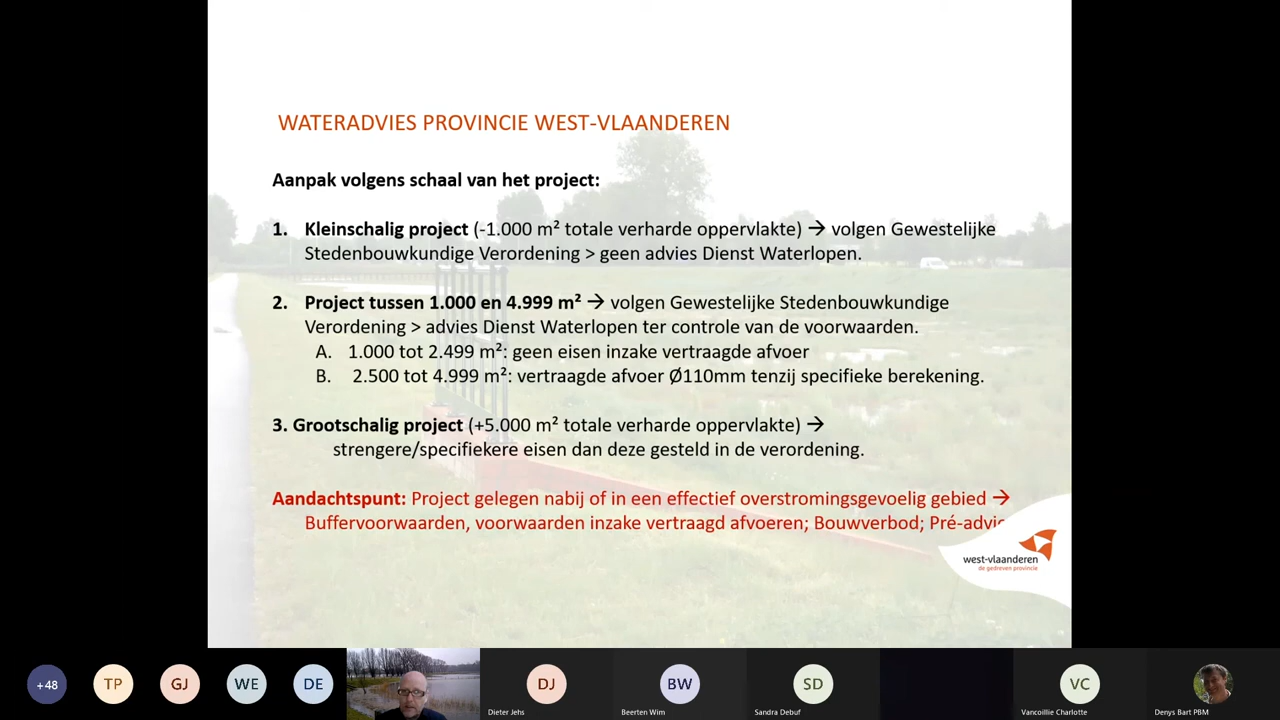 WATERADVIES PROVINCIE WEST-VLAANDEREN
Aanpak volgens schaal van het project:
1. Kleinschalig project (-1.000 m² totale verharde oppervlakte) → volgen Gewestelijke
Stedenbouwkundige Verordening > geen advies Dienst Waterlopen.
2. Project tussen 1.000 en 4.999 m² → volgen Gewestelijke Stedenbouwkundige
Verordening > advies Dienst Waterlopen ter controle van de voorwaarden.
A. 1.000 tot 2.499 m²: geen eisen inzake vertraagde afvoer
B. 2.500 tot 4.999 m²: vertraagde afvoer Ø110mm tenzij specifieke berekening.
3. Grootschalig project (+5.000 m² totale verharde oppervlakte) →
strengere/specifiekere eisen dan deze gesteld in de verordening.
Aandachtspunt: Project gelegen nabij of in een effectief overstromingsgevoelig gebied →
Buffervoorwaarden, voorwaarden inzake vertraagd afvoeren; Bouwverbod; Pré-advie
west-vlaanderen
de gedreven provincie
+48 TP GJ WE DE DJ BW SD VC
Dieter Jehs Beerten Wim Sandra Debuf Vancoillie Charlotte Denys Bart PBM